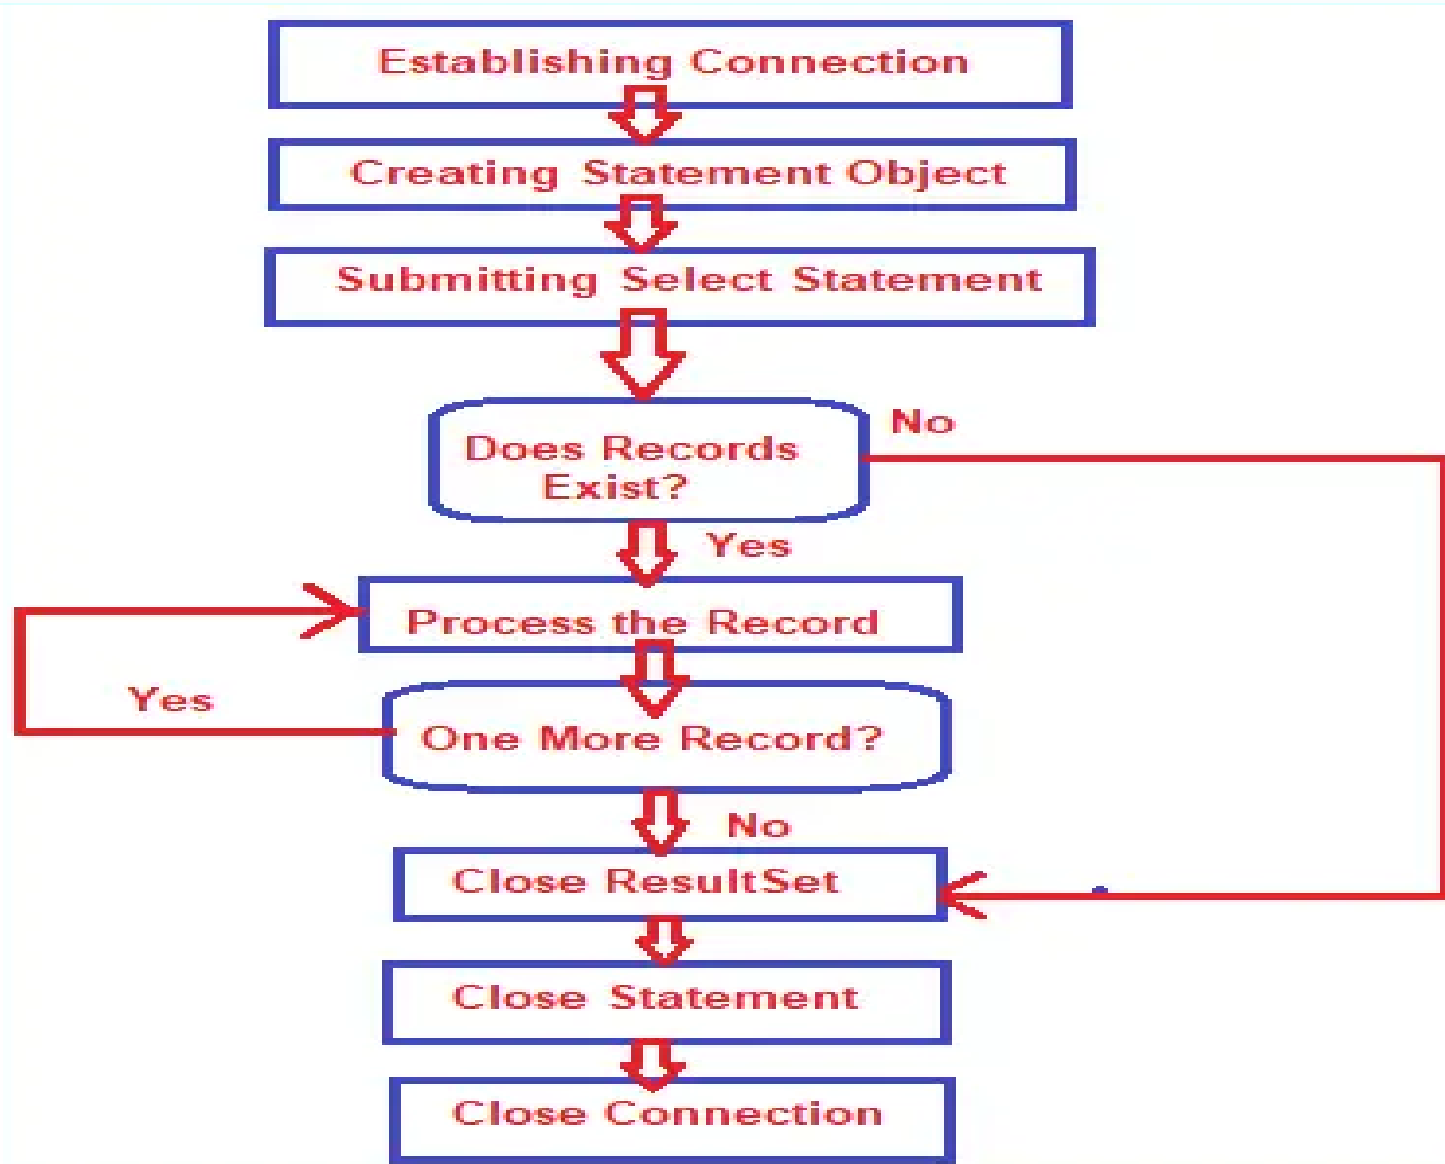 Establishing Connection
Creating Statement Object
Submitting Select Statement
Does Records
Exist?
No
Yes
Process the Record
Yes
One More Record?
No
Close ResultSet
Close Statement
Close Connection